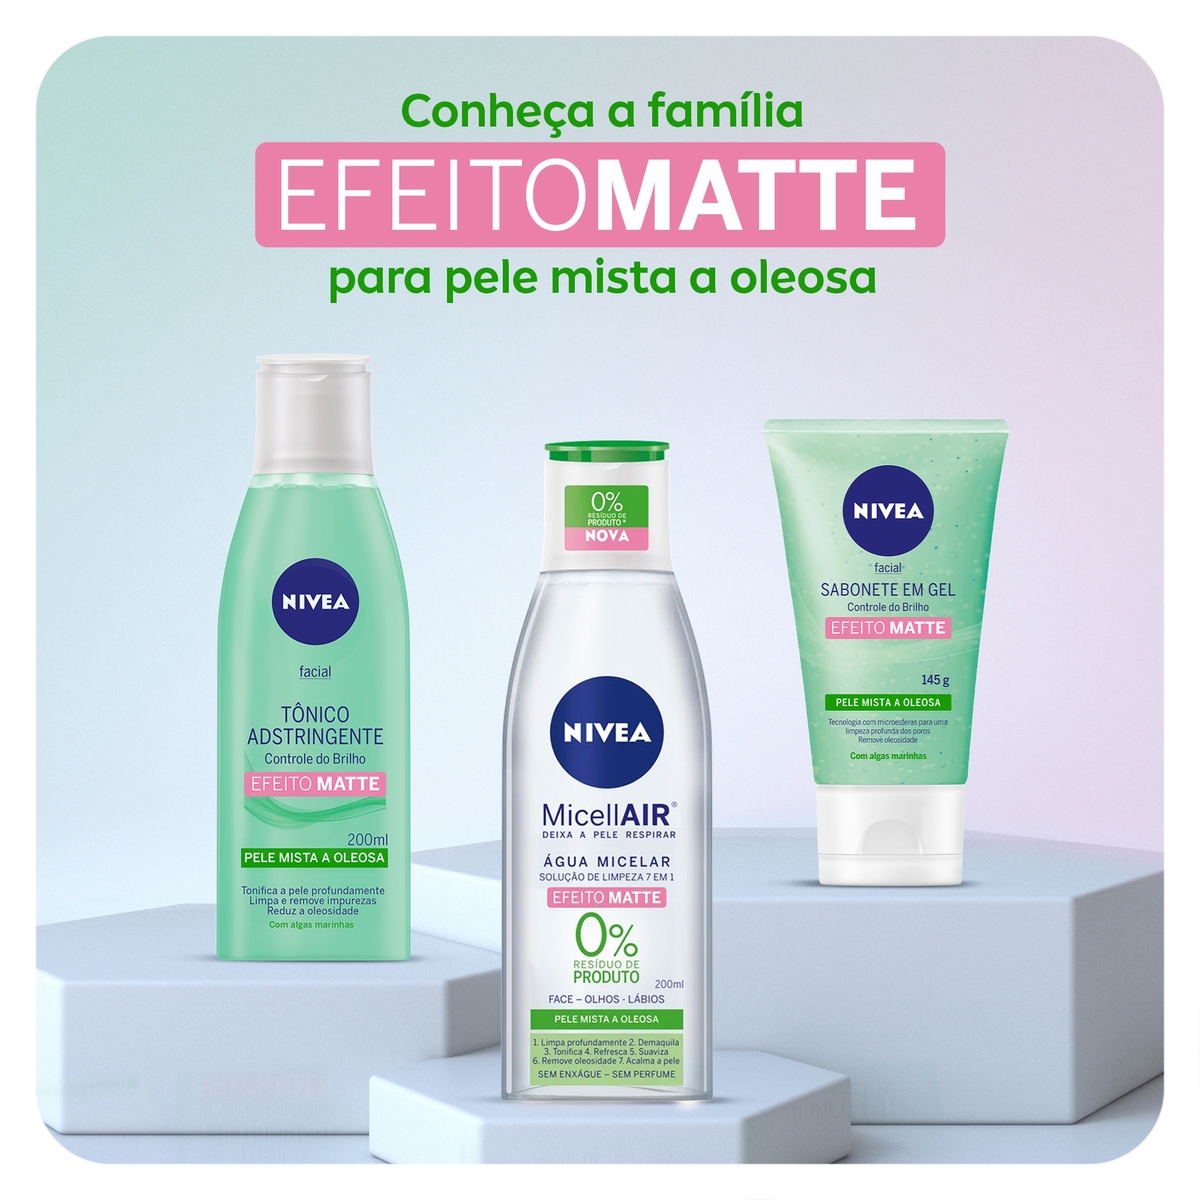 Conheça a família
EFEITOMATTE
para pele mista a oleosa
NIVEA
facial
TÔNICO
ADSTRINGENTE
Controle do Brilho
EFEITO MATTE
200ml
PELE MISTA A OLEOSA
Tonifica a pele profundamente
Limpa e remove impurezas
Reduz a oleosidade
Com algas marinhas
0%
RESÍDUO DE
PRODUTO*
NOVA
NIVEA
MicellAIR®
DEIXA A PELE RESPIRAR
ÁGUA MICELAR
SOLUÇÃO DE LIMPEZA 7 EM 1
EFEITO MATTE
0%
RESÍDUO DE
PRODUTO
200ml
FACE – OLHOS - LÁBIOS
PELE MISTA A OLEOSA
1. Limpa profundamente 2. Demaquila
3. Tonifica 4. Refresca 5. Suaviza
6. Remove oleosidade 7. Acalma a pele
SEM ENXÁGUE – SEM PERFUME
NIVEA
facial
SABONETE EM GEL
Controle do Brilho
EFEITO MATTE
145 g
PELE MISTA A OLEOSA
Tecnologia com microesferas para uma
limpeza profunda dos poros
Remove oleosidade
Com algas marinhas